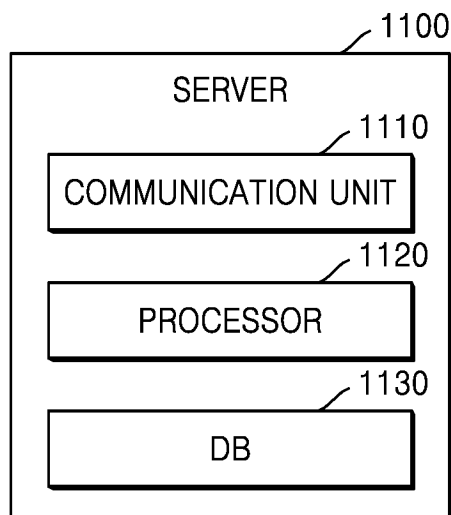 1100
SERVER
1110
COMMUNICATION UNIT
1120
PROCESSOR
1130
DB